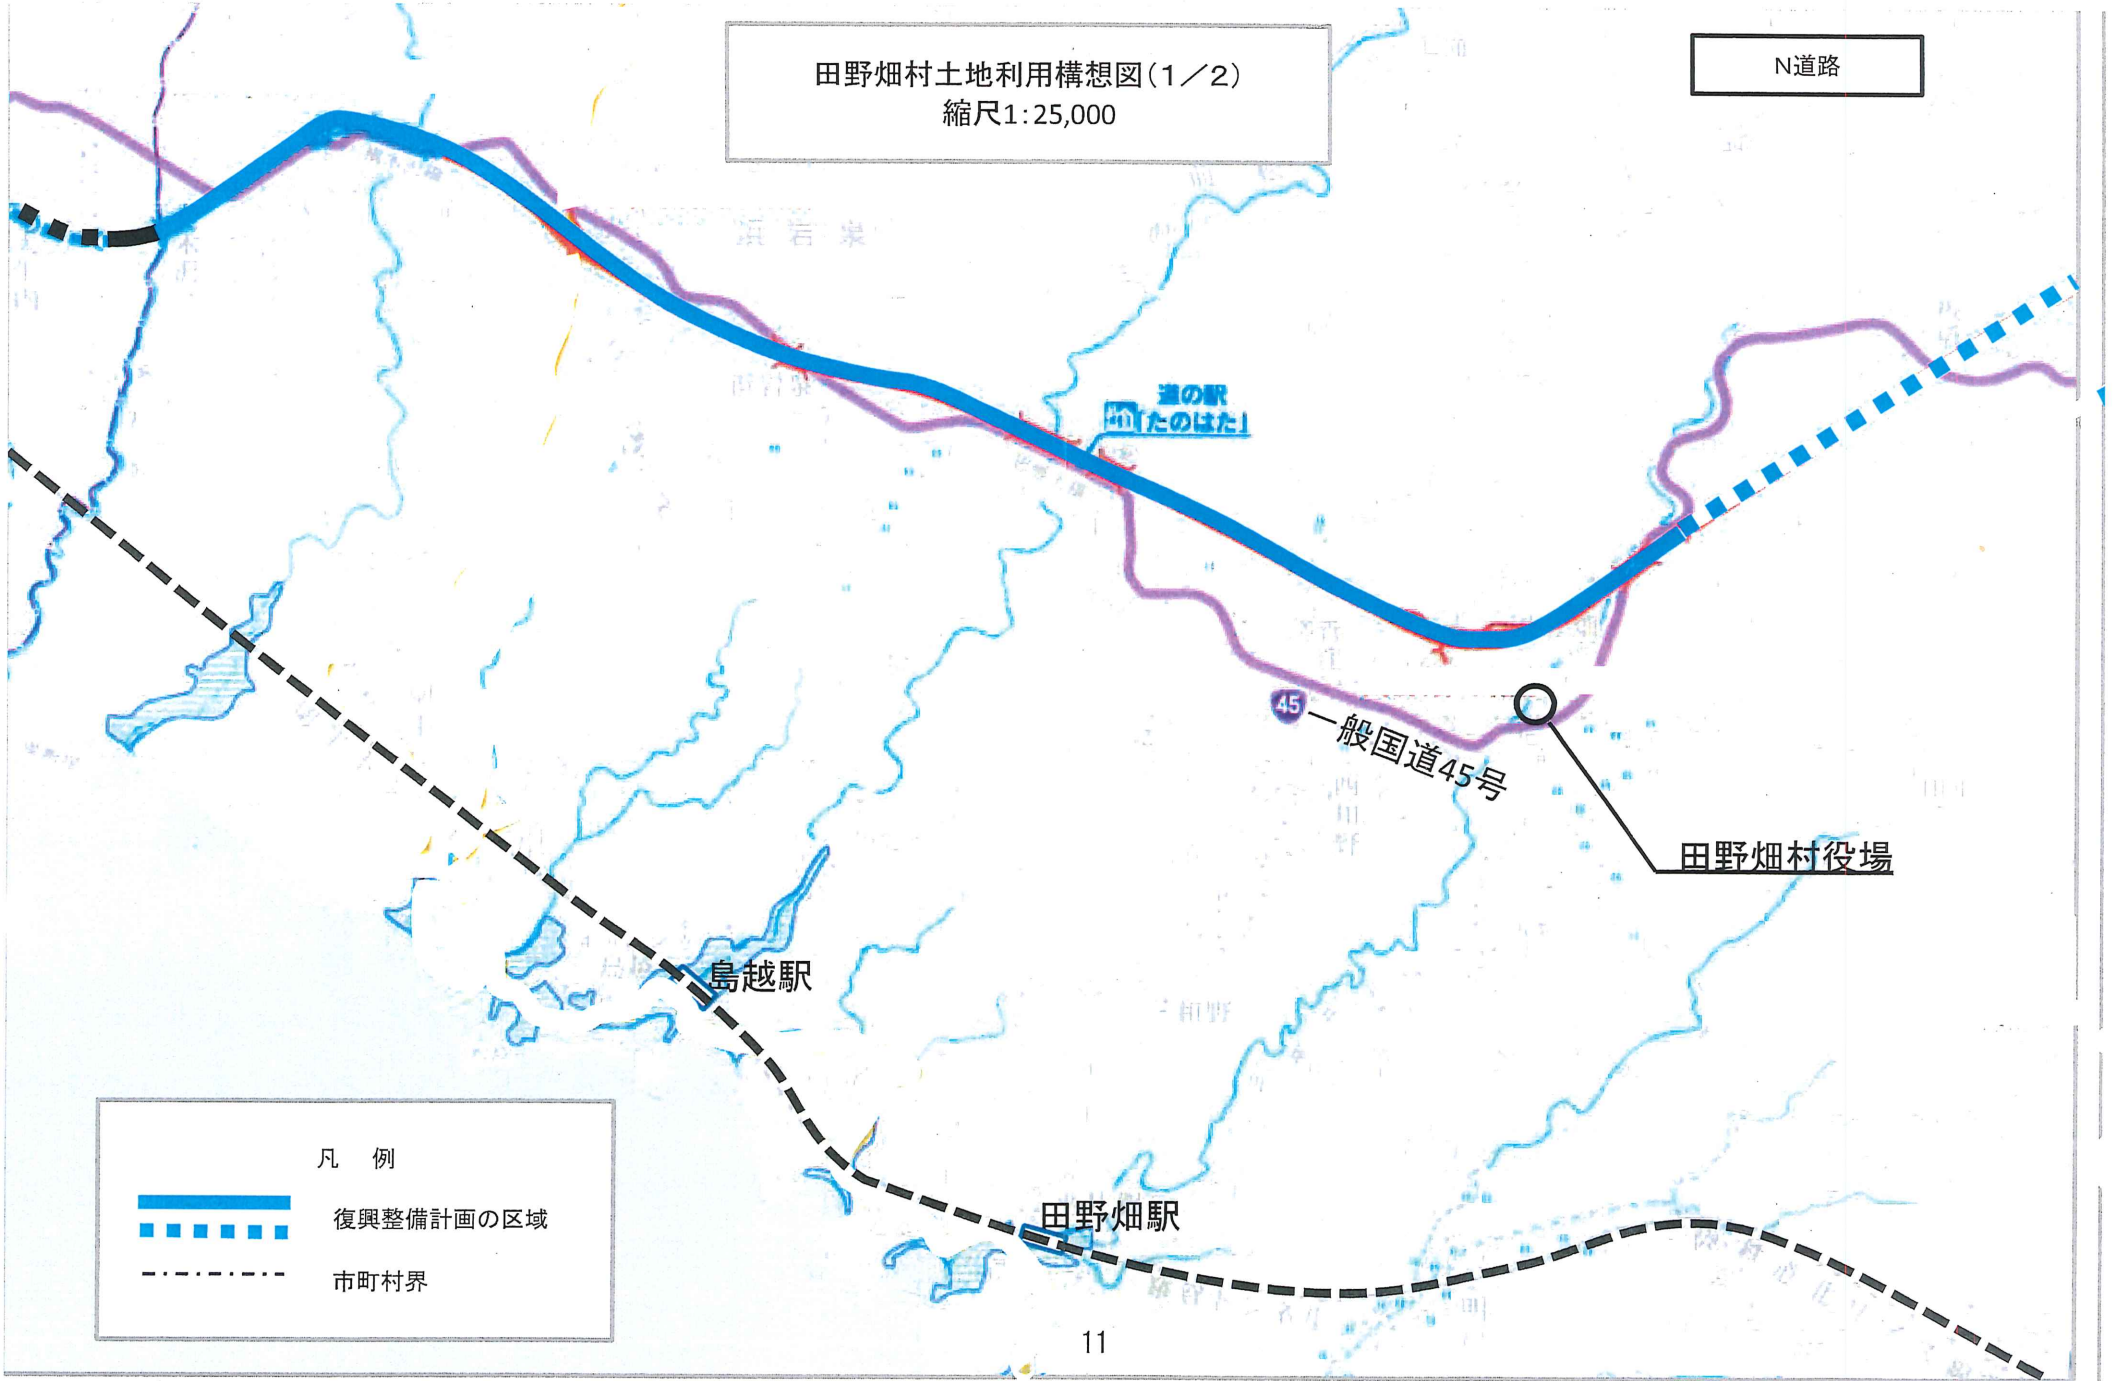 田野畑村土地利用構想図(1/2)
縮尺1:25,000
N道路
道の駅
「たのはた」
45
一般国道45号
田野畑村役場
島越駅
田野畑駅
凡 例
復興整備計画の区域
市町村界
11